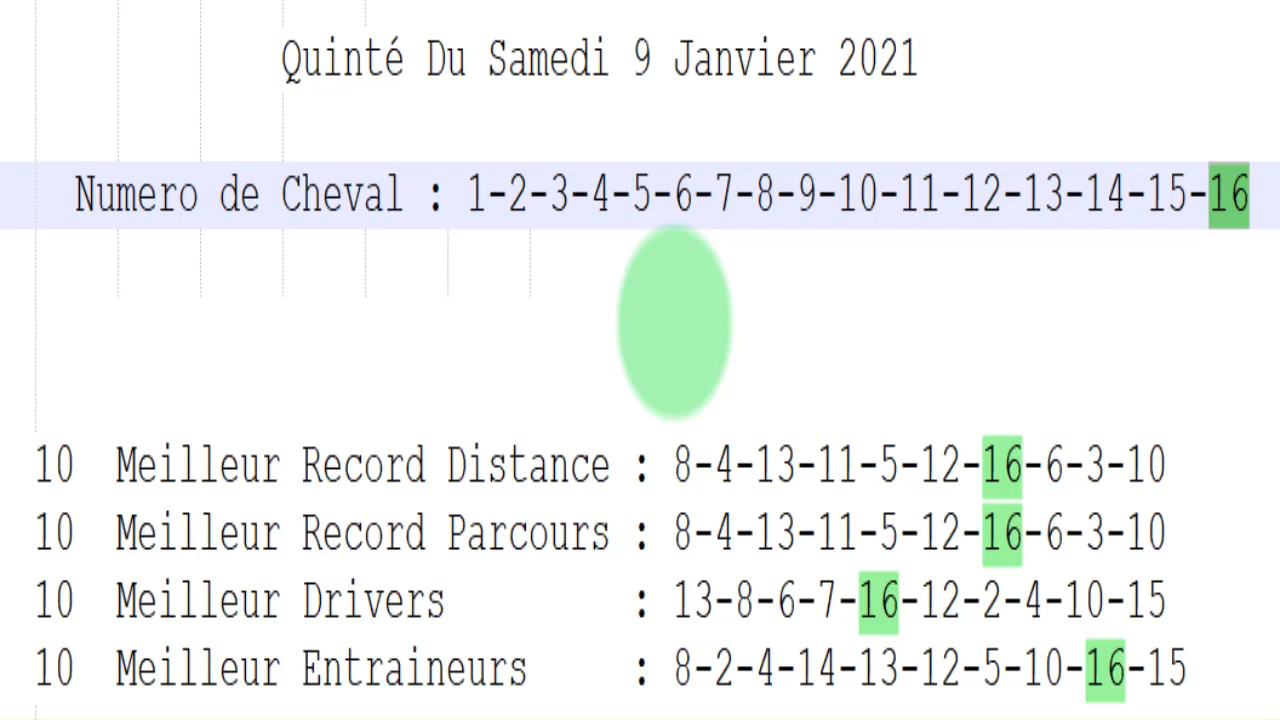 Quinté Du Samedi 9 Janvier 2021
Numero de Cheval : 1-2-3-4-5-6-7-8-9-10-11-12-13-14-15-16
10 Meilleur Record Distance : 8-4-13-11-5-12-16-6-3-10
10 Meilleur Record Parcours : 8-4-13-11-5-12-16-6-3-10
10 Meilleur Drivers : 13-8-6-7-16-12-2-4-10-15
10 Meilleur Entraineurs : 8-2-4-14-13-12-5-10-16-15